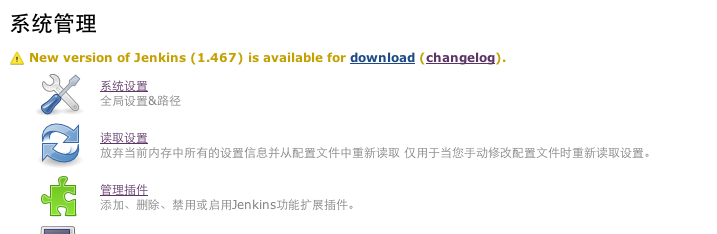 系统管理
New version of Jenkins (1.467) is available for download (changelog).
系统设置
全局设置&路径
读取设置
放弃当前内存中所有的设置信息并从配置文件中重新读取 仅用于当您手动修改配置文件时重新读取设置。
管理插件
添加、删除、禁用或启用Jenkins功能扩展插件。